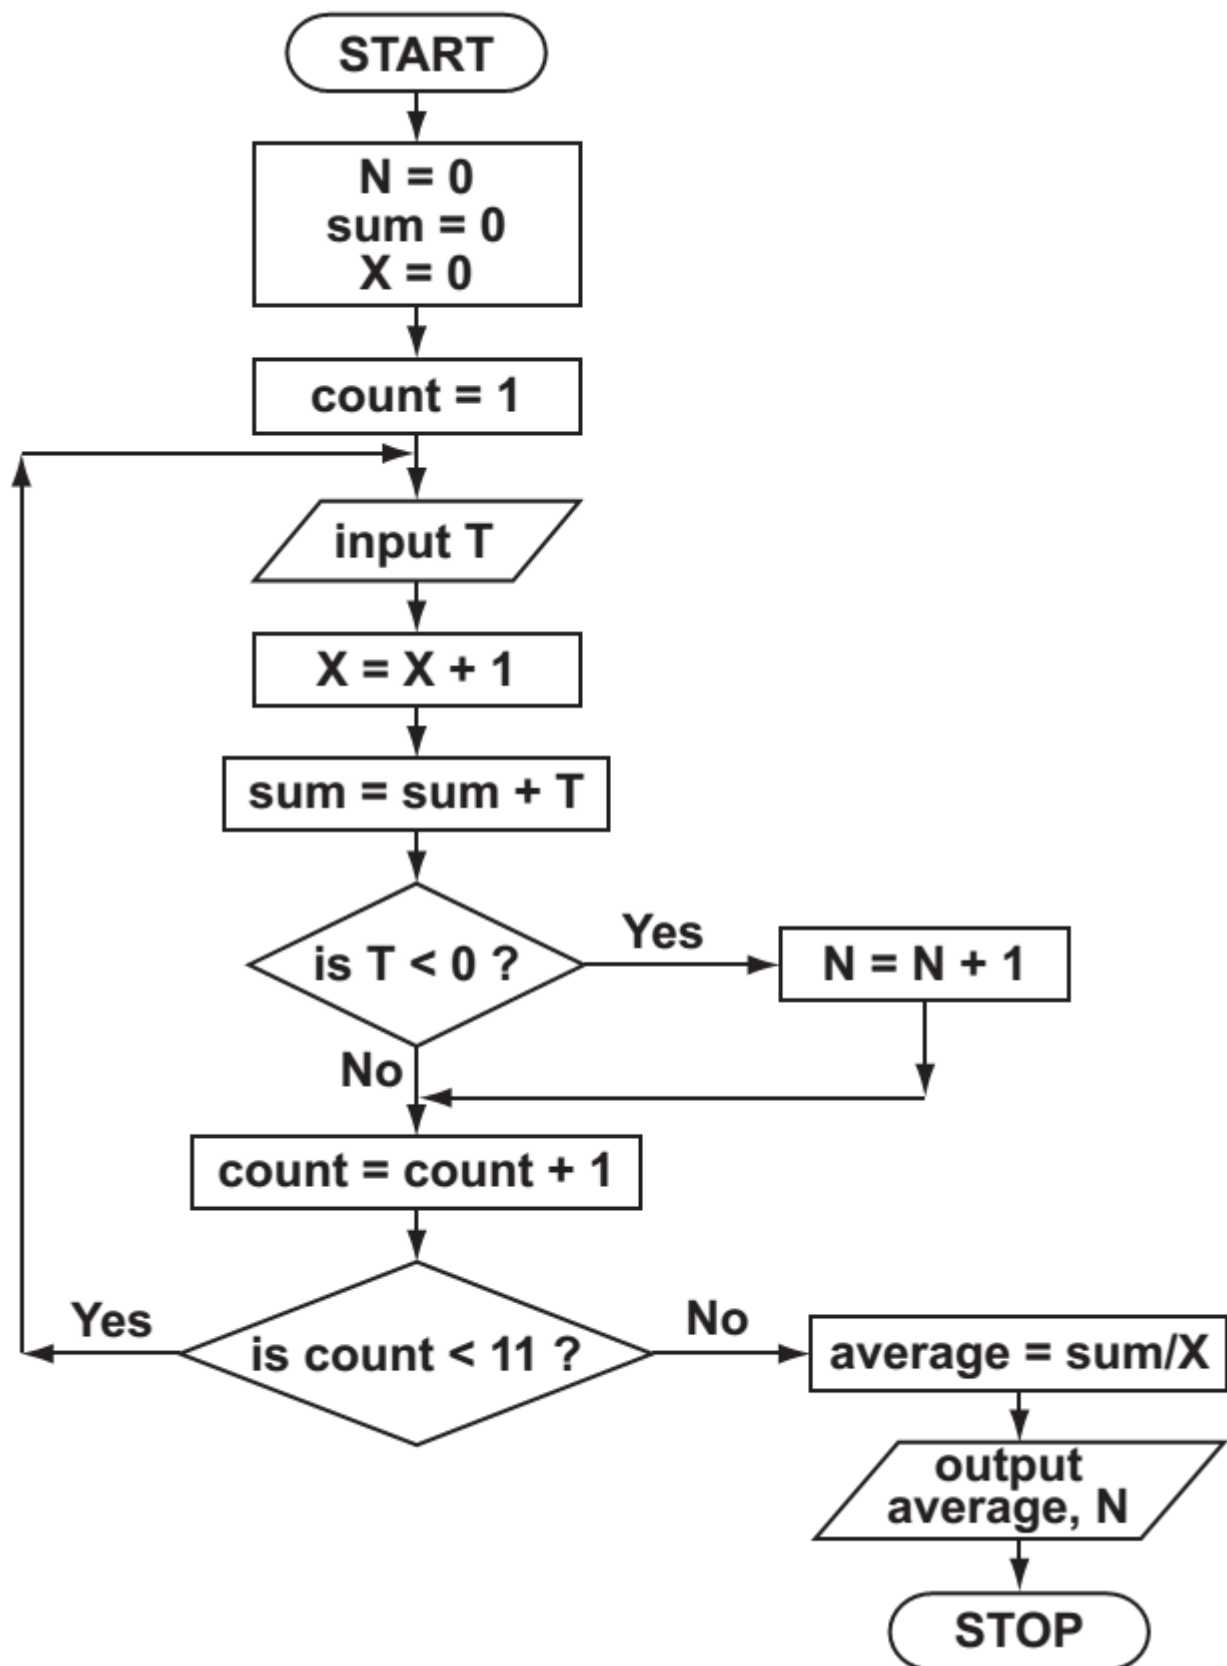 START
N = 0
sum = 0
X = 0
count = 1
input T
X = X + 1
sum = sum + T
is T < 0 ?
Yes
N = N + 1
No
count = count + 1
is count < 11 ?
Yes
No
average = sum/X
output
average, N
STOP